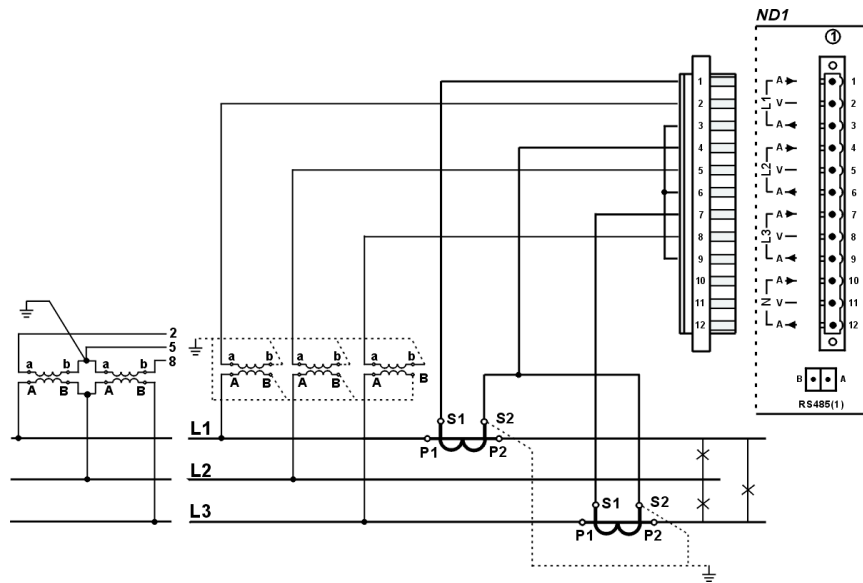 ND1
1
1 A 1
2 L1 V 2
3 A 3
4 A 4
5 L2 V 5
6 A 6
7 A 7
8 L3 V 8
9 A 9
10 A 10
11 N V 11
12 A 12
B A
RS485(1)
2
5
8
a b a b
A B A B
a b a b a b
A B A B A B
L1
S1 S2
P1 P2
L2
L3
S1 S2
P1 P2